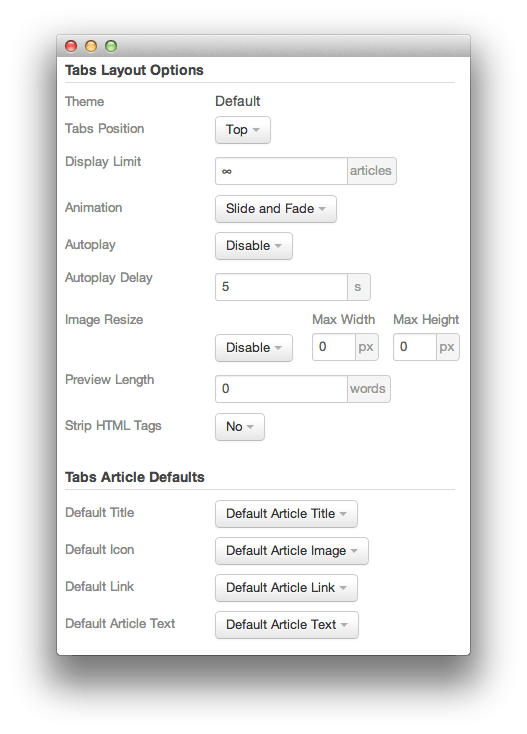 Tabs Layout Options
Theme Default
Tabs Position Top
Display Limit ∞ articles
Animation Slide and Fade
Autoplay Disable
Autoplay Delay 5 s
Image Resize Max Width Max Height
Disable 0 px 0 px
Preview Length 0 words
Strip HTML Tags No
Tabs Article Defaults
Default Title Default Article Title
Default Icon Default Article Image
Default Link Default Article Link
Default Article Text Default Article Text